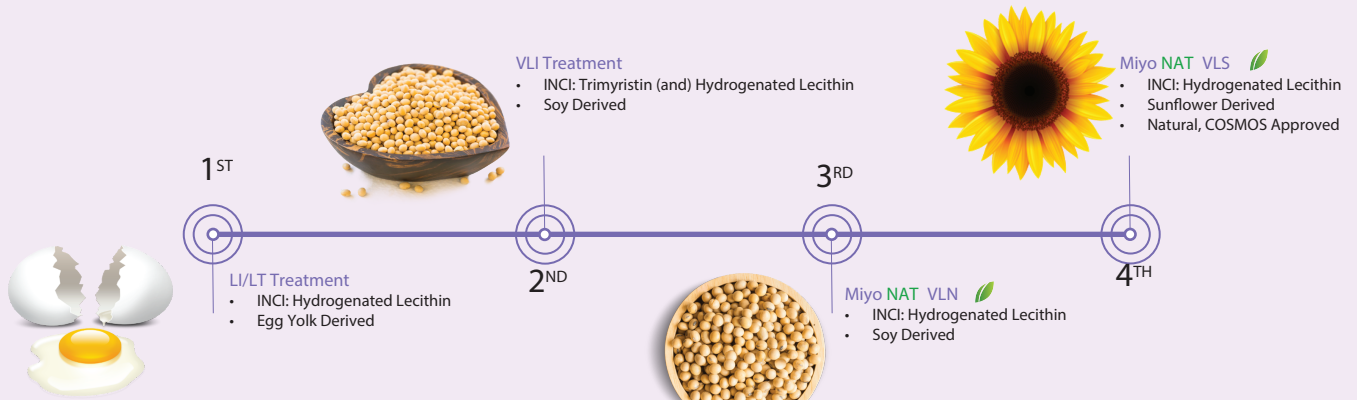 1ST
LI/LT Treatment
• INCI: Hydrogenated Lecithin
• Egg Yolk Derived
VLI Treatment
• INCI: Trimyristin (and) Hydrogenated Lecithin
• Soy Derived
2ND
3RD
Miyo NAT VLN
• INCI: Hydrogenated Lecithin
• Soy Derived
Miyo NAT VLS
• INCI: Hydrogenated Lecithin
• Sunflower Derived
• Natural, COSMOS Approved
4TH